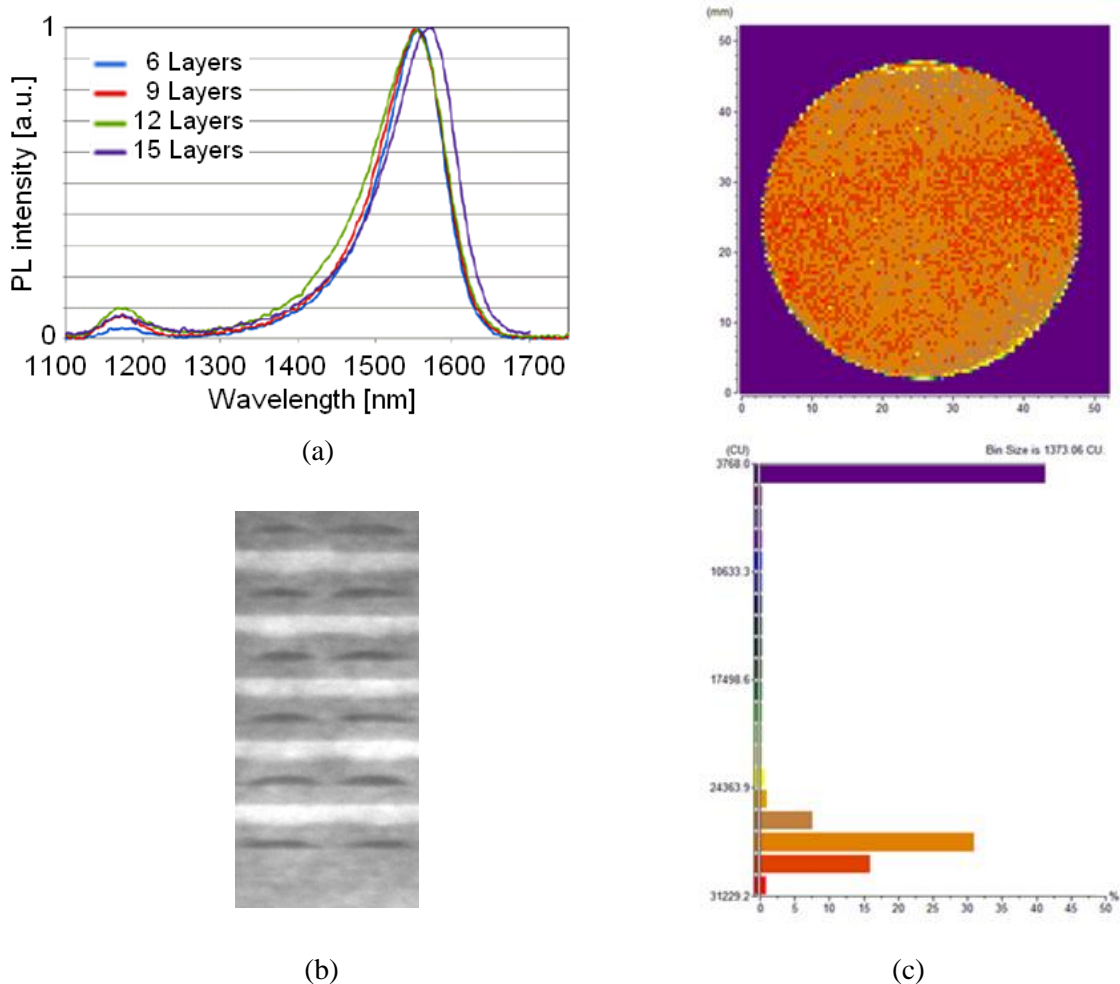 1
6 Layers
9 Layers
12 Layers
15 Layers
PL intensity [a.u.]
0
1100 1200 1300 1400 1500 1600 1700
Wavelength [nm]
(a)
(b)
(mm)
50
40
30
20
10
0
0 10 20 30 40 50
(CU)
Bin Size is 1373.06 CU.
3768.0
10633.3
17498.6
24363.9
31229.2
0 5 10 15 20 25 30 35 40 45 50
%
(c)